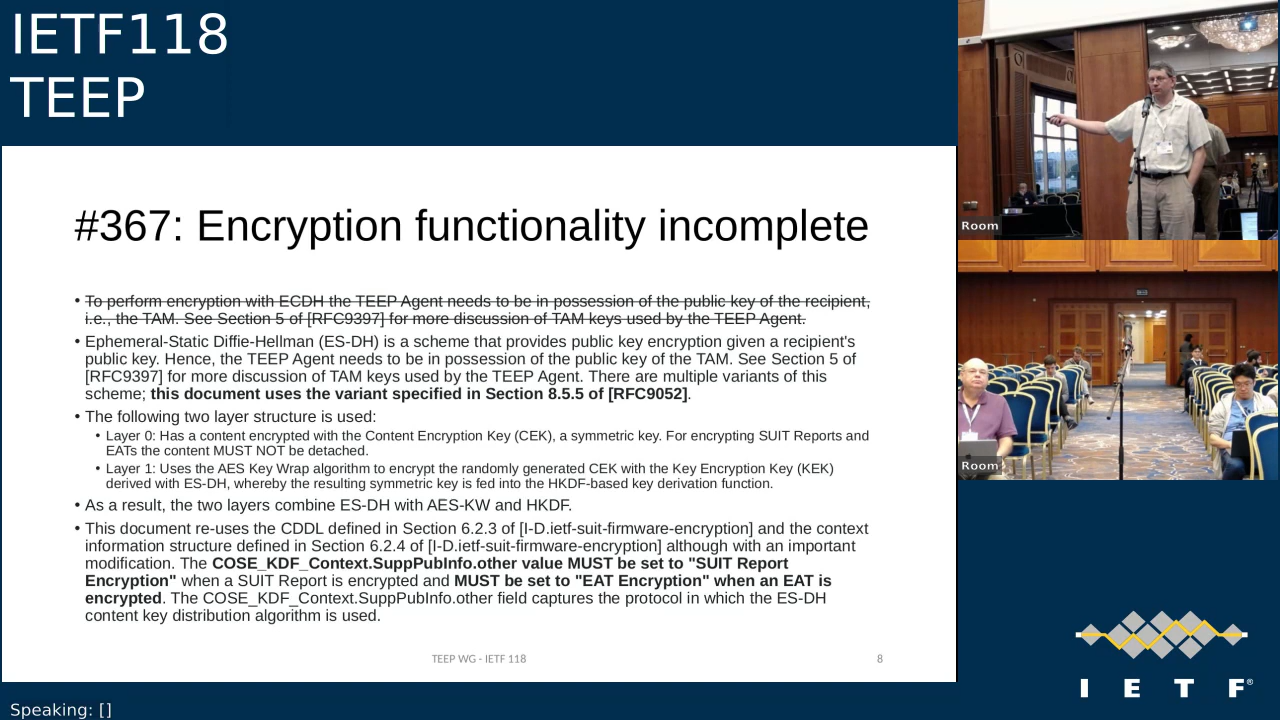 IETF118
TEEP
#367: Encryption functionality incomplete
• To perform encryption with ECDH the TEEP Agent needs to be in possession of the public key of the recipient,
i.e., the TAM. See Section 5 of [RFC9397] for more discussion of TAM keys used by the TEEP Agent.
• Ephemeral-Static Diffie-Hellman (ES-DH) is a scheme that provides public key encryption given a recipient's
public key. Hence, the TEEP Agent needs to be in possession of the public key of the TAM. See Section 5 of
[RFC9397] for more discussion of TAM keys used by the TEEP Agent. There are multiple variants of this
scheme; this document uses the variant specified in Section 8.5.5 of [RFC9052].
• The following two layer structure is used:
• Layer 0: Has a content encrypted with the Content Encryption Key (CEK), a symmetric key. For encrypting SUIT Reports and
EATs the content MUST NOT be detached.
• Layer 1: Uses the AES Key Wrap algorithm to encrypt the randomly generated CEK with the Key Encryption Key (KEK)
derived with ES-DH, whereby the resulting symmetric key is fed into the HKDF-based key derivation function.
• As a result, the two layers combine ES-DH with AES-KW and HKDF.
• This document re-uses the CDDL defined in Section 6.2.3 of [I-D.ietf-suit-firmware-encryption] and the context
information structure defined in Section 6.2.4 of [I-D.ietf-suit-firmware-encryption] although with an important
modification. The COSE_KDF_Context.SuppPubInfo.other value MUST be set to "SUIT Report
Encryption" when a SUIT Report is encrypted and MUST be set to "EAT Encryption" when an EAT is
encrypted. The COSE_KDF_Context.SuppPubInfo.other field captures the protocol in which the ES-DH
content key distribution algorithm is used.
TEEP WG - IETF 118
8
Room
Room
I E T F®
Speaking: []